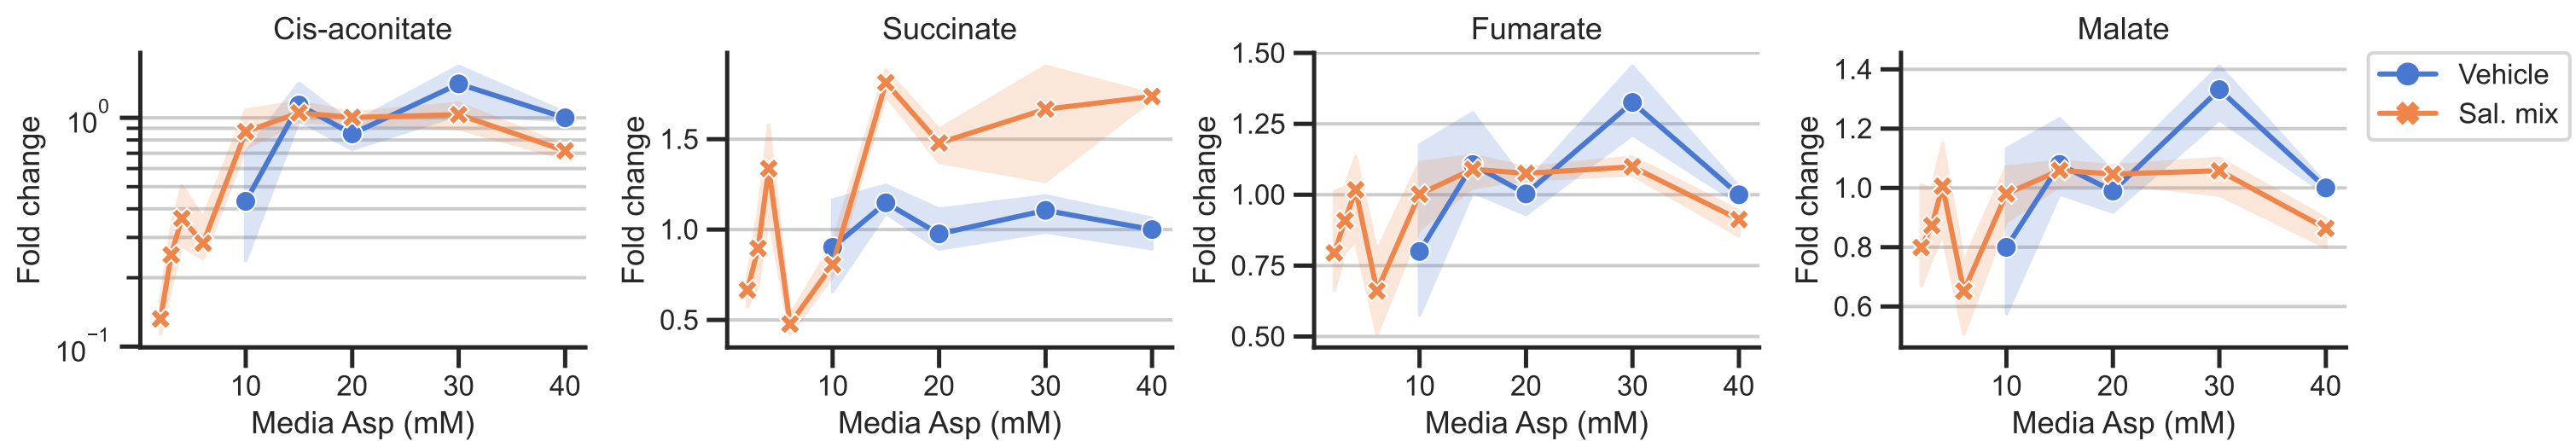 Cis-aconitate
Fold change
10^0
10^−1
10 20 30 40
Media Asp (mM)
Succinate
Fold change
1.5
1.0
0.5
10 20 30 40
Media Asp (mM)
Fumarate
Fold change
1.50
1.25
1.00
0.75
0.50
10 20 30 40
Media Asp (mM)
Malate
Fold change
1.4
1.2
1.0
0.8
0.6
10 20 30 40
Media Asp (mM)
Vehicle
Sal. mix